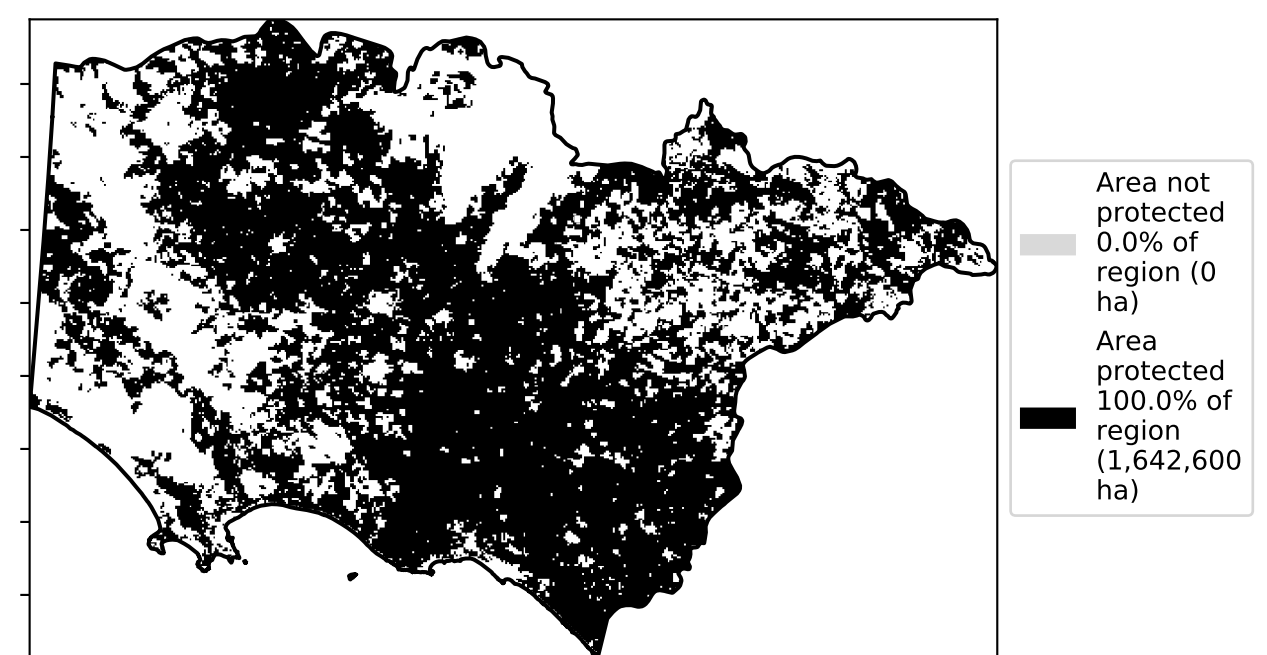 Area not
protected
0.0% of
region (0
ha)
Area
protected
100.0% of
region
(1,642,600
ha)